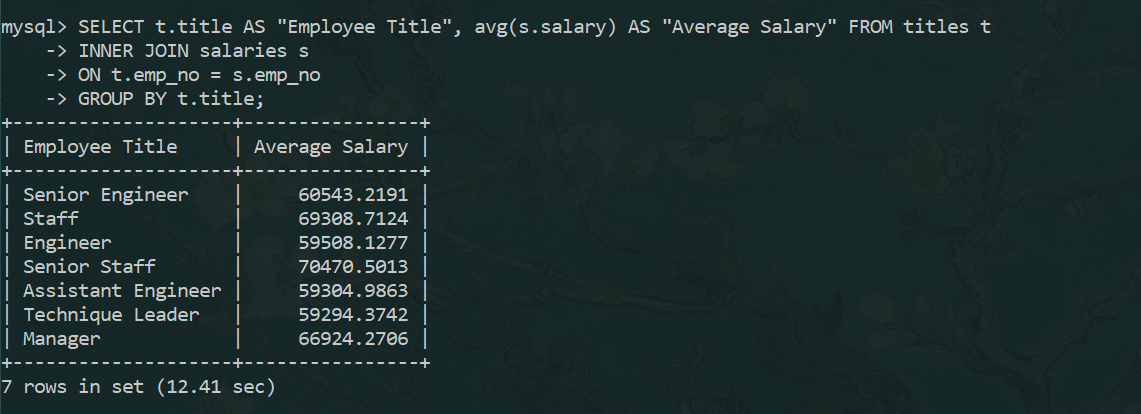 mysql> SELECT t.title AS "Employee Title", avg(s.salary) AS "Average Salary" FROM titles t
    -> INNER JOIN salaries s
    -> ON t.emp_no = s.emp_no
    -> GROUP BY t.title;
+--------------------+----------------+
| Employee Title     | Average Salary |
+--------------------+----------------+
| Senior Engineer    |     60543.2191 |
| Staff              |     69308.7124 |
| Engineer           |     59508.1277 |
| Senior Staff       |     70470.5013 |
| Assistant Engineer |     59304.9863 |
| Technique Leader   |     59294.3742 |
| Manager            |     66924.2706 |
+--------------------+----------------+
7 rows in set (12.41 sec)